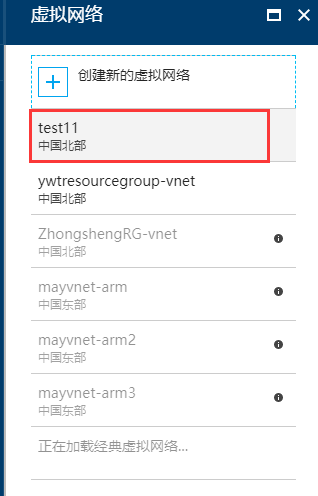 虚拟网络
创建新的虚拟网络
test11
中国北部
ywtresourcegroup-vnet
中国北部
ZhongshengRG-vnet
中国北部
mayvnet-arm
中国东部
mayvnet-arm2
中国东部
mayvnet-arm3
中国东部
正在加载经典虚拟网络...